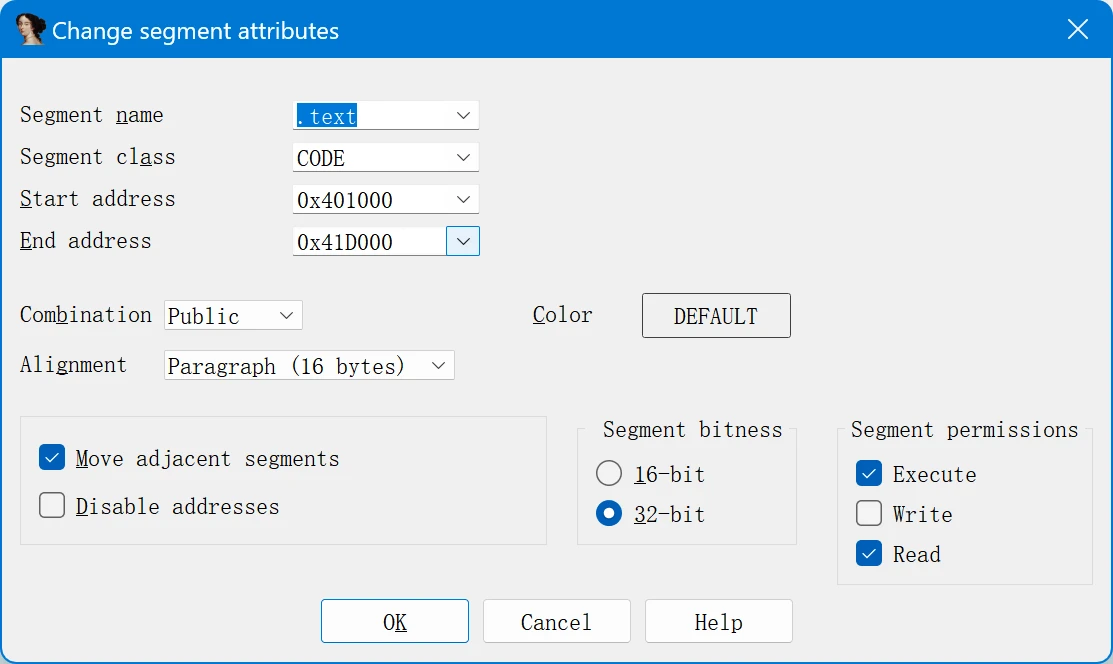 Change segment attributes
Segment name .text
Segment class CODE
Start address 0x401000
End address 0x41D000
Combination Public Color DEFAULT
Alignment Paragraph (16 bytes)
Segment bitness Segment permissions
Move adjacent segments 16-bit Execute
Disable addresses 32-bit Write
Read
OK Cancel Help